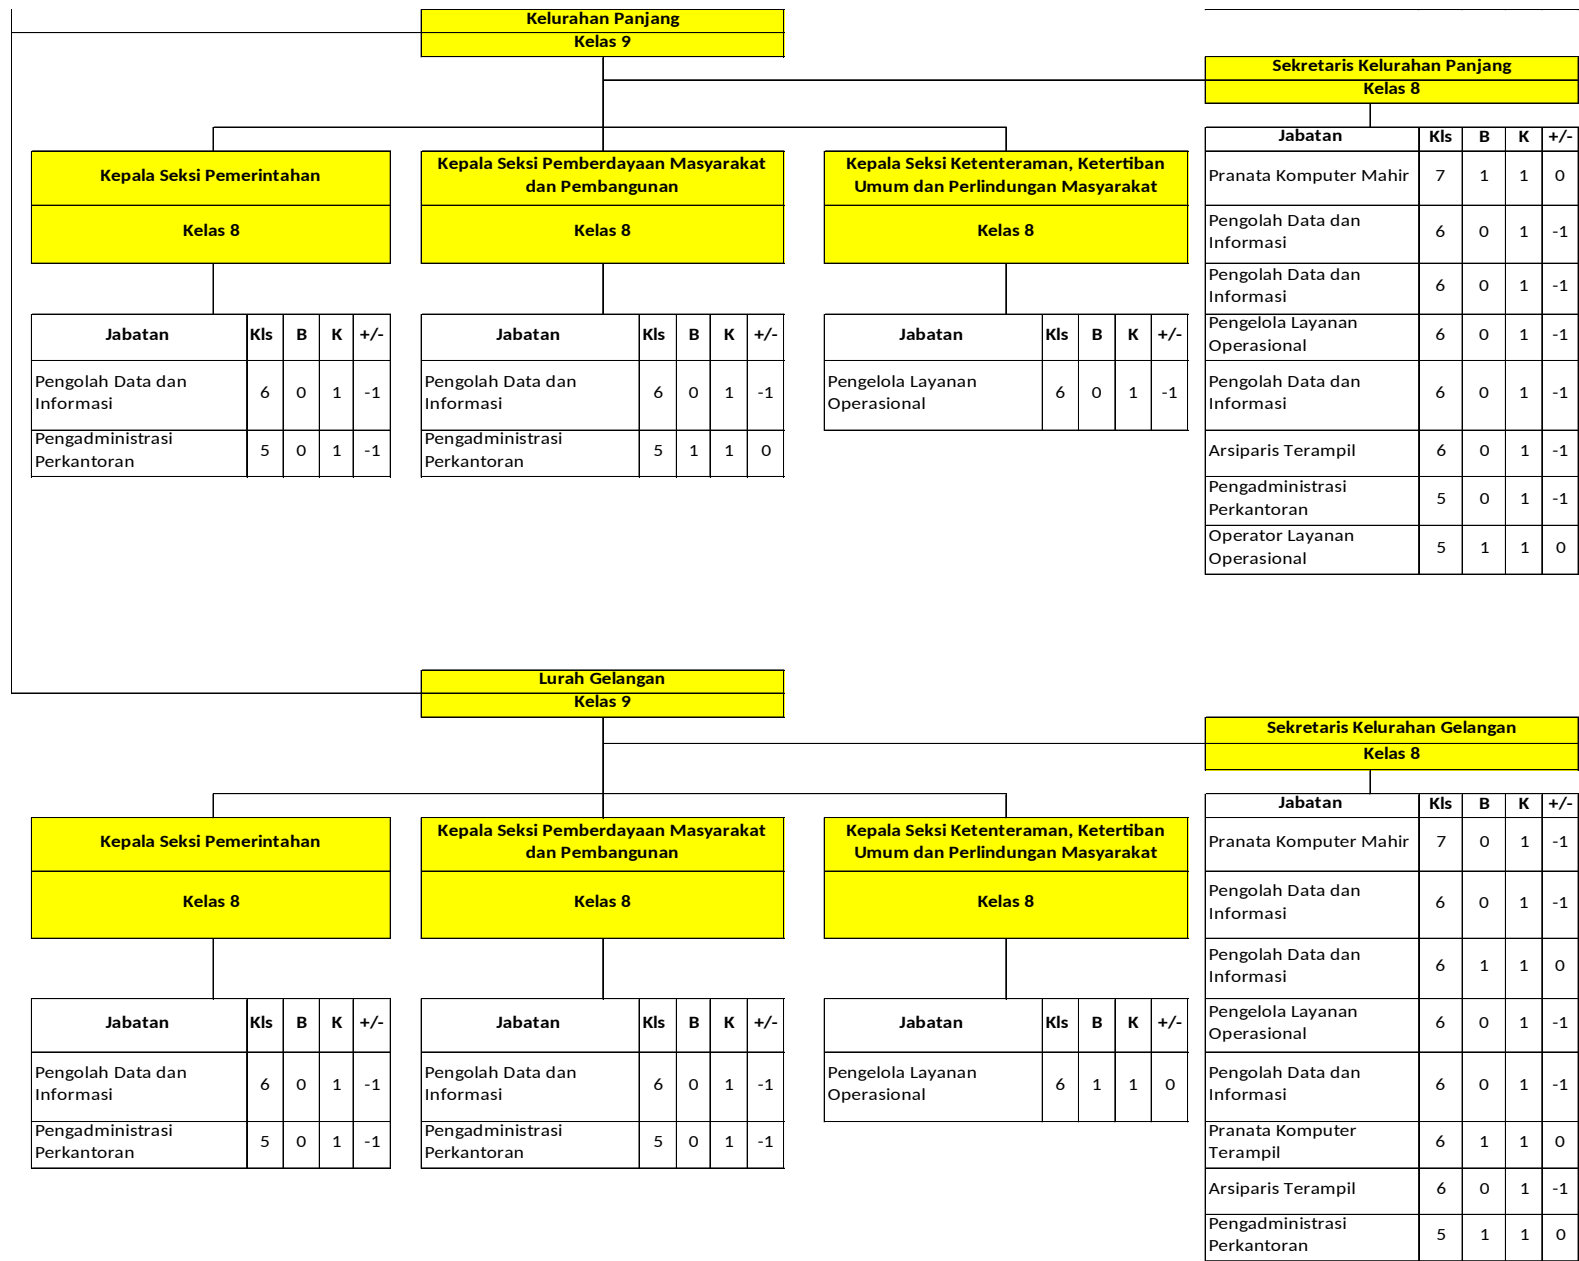 Kelurahan Panjang
Kelas 9
Sekretaris Kelurahan Panjang
Kelas 8
Kepala Seksi Pemerintahan
Kelas 8
Kepala Seksi Pemberdayaan Masyarakat
dan Pembangunan
Kelas 8
Kepala Seksi Ketenteraman, Ketertiban
Umum dan Perlindungan Masyarakat
Kelas 8
Jabatan Kls B K +/-
Pengolah Data dan
Informasi 6 0 1 -1
Pengadministrasi
Perkantoran 5 0 1 -1
Jabatan Kls B K +/-
Pengolah Data dan
Informasi 6 0 1 -1
Pengadministrasi
Perkantoran 5 1 1 0
Jabatan Kls B K +/-
Pengelola Layanan
Operasional 6 0 1 -1
Jabatan Kls B K +/-
Pranata Komputer Mahir 7 1 1 0
Pengolah Data dan
Informasi 6 0 1 -1
Pengolah Data dan
Informasi 6 0 1 -1
Pengelola Layanan
Operasional 6 0 1 -1
Pengolah Data dan
Informasi 6 0 1 -1
Arsiparis Terampil 6 0 1 -1
Pengadministrasi
Perkantoran 5 0 1 -1
Operator Layanan
Operasional 5 1 1 0
Lurah Gelangan
Kelas 9
Sekretaris Kelurahan Gelangan
Kelas 8
Kepala Seksi Pemerintahan
Kelas 8
Kepala Seksi Pemberdayaan Masyarakat
dan Pembangunan
Kelas 8
Kepala Seksi Ketenteraman, Ketertiban
Umum dan Perlindungan Masyarakat
Kelas 8
Jabatan Kls B K +/-
Pengolah Data dan
Informasi 6 0 1 -1
Pengadministrasi
Perkantoran 5 0 1 -1
Jabatan Kls B K +/-
Pengolah Data dan
Informasi 6 0 1 -1
Pengadministrasi
Perkantoran 5 0 1 -1
Jabatan Kls B K +/-
Pengelola Layanan
Operasional 6 1 1 0
Jabatan Kls B K +/-
Pranata Komputer Mahir 7 0 1 -1
Pengolah Data dan
Informasi 6 0 1 -1
Pengolah Data dan
Informasi 6 1 1 0
Pengelola Layanan
Operasional 6 0 1 -1
Pengolah Data dan
Informasi 6 0 1 -1
Pranata Komputer
Terampil 6 1 1 0
Arsiparis Terampil 6 0 1 -1
Pengadministrasi
Perkantoran 5 1 1 0